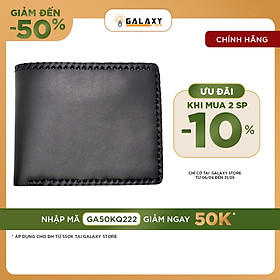 GIẢM ĐẾN
-50%
GALAXY
CHÍNH HÃNG
ƯU ĐÃI
KHI MUA 2 SP
-10%
CHỈ CÓ TẠI GALAXY STORE
TỪ 06/04 ĐẾN 31/05
NHẬP MÃ GA50KQ222 GIẢM NGAY 50K*
* ÁP DỤNG CHO ĐH TỪ 550K TẠI GALAXY STORE